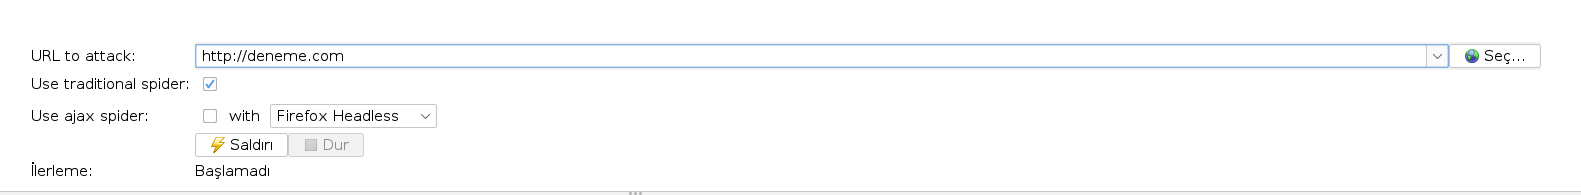 URL to attack: http://deneme.com Seç...
Use traditional spider:
Use ajax spider: with Firefox Headless
Saldırı Dur
İlerleme: Başlamadı